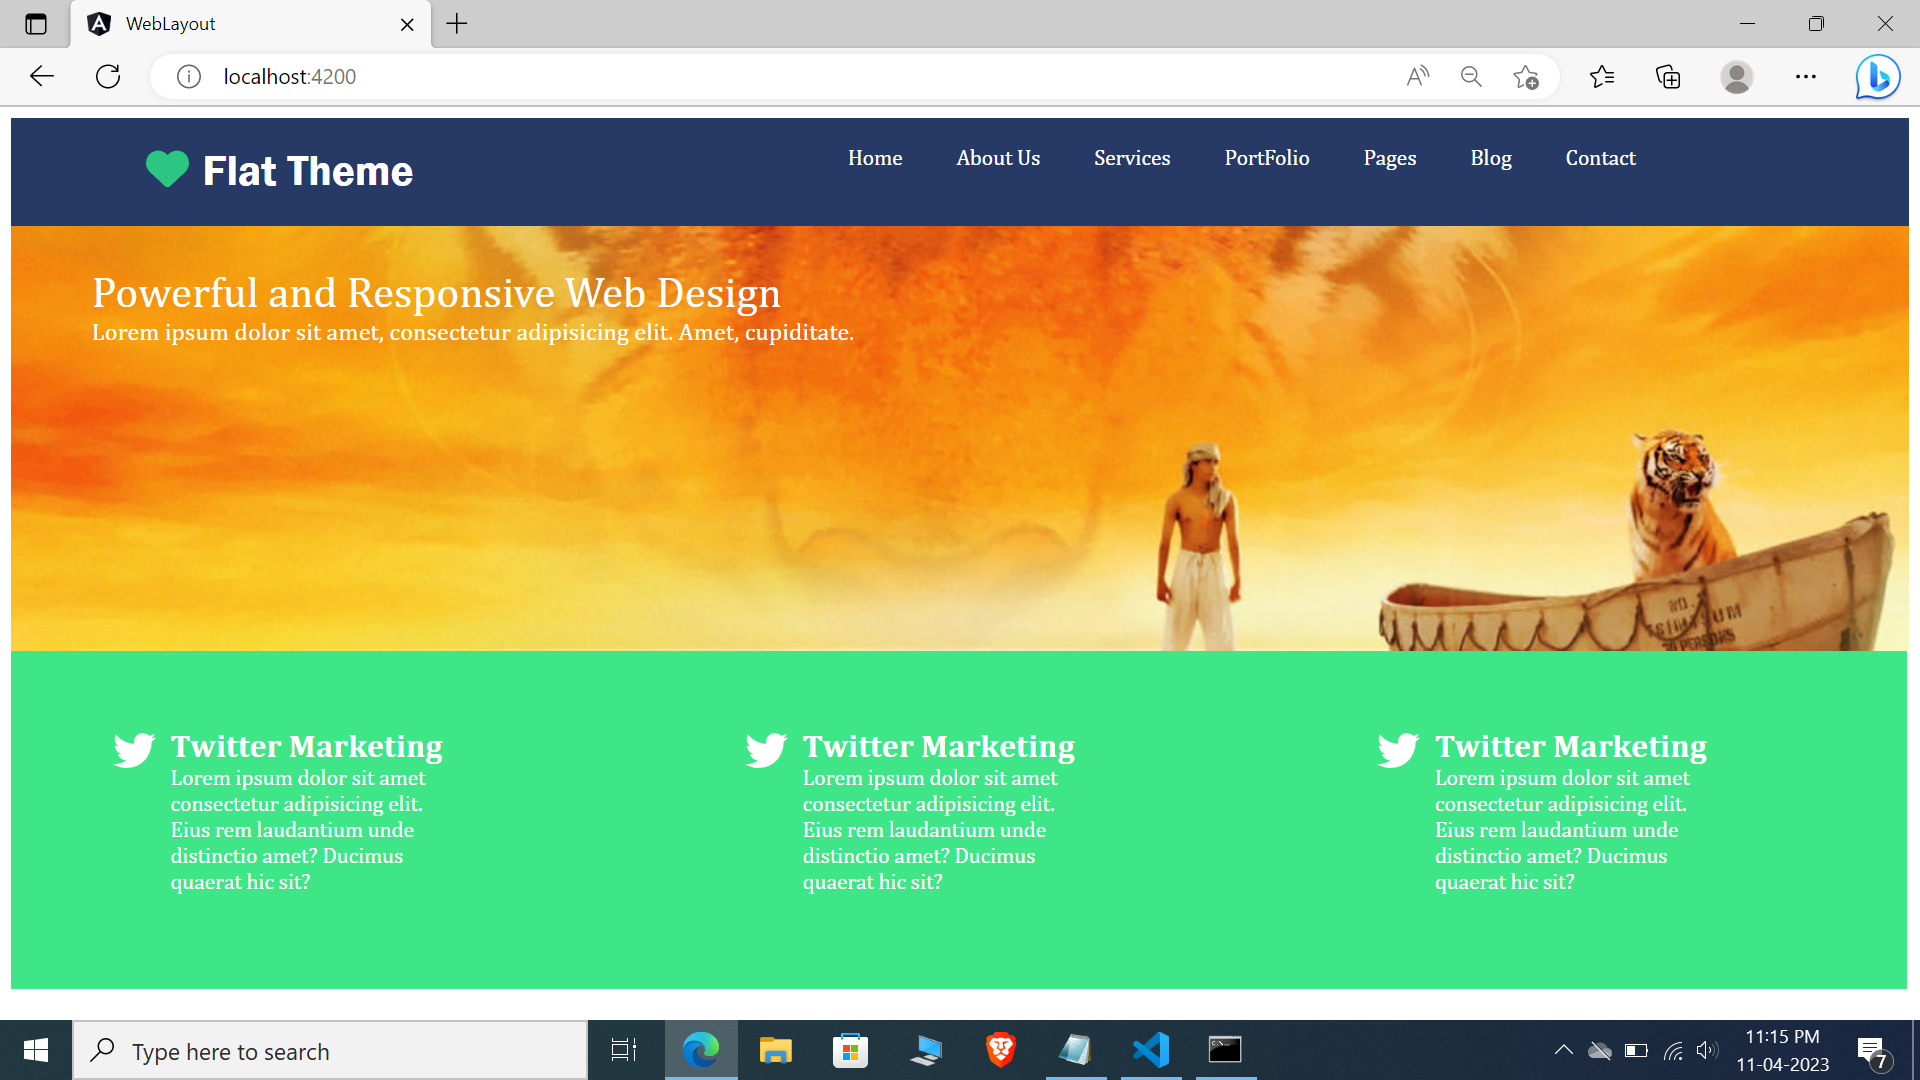 WebLayout
localhost:4200
Flat Theme
Home About Us Services PortFolio Pages Blog Contact
Powerful and Responsive Web Design
Lorem ipsum dolor sit amet, consectetur adipisicing elit. Amet, cupiditate.
Twitter Marketing
Lorem ipsum dolor sit amet
consectetur adipisicing elit.
Eius rem laudantium unde
distinctio amet? Ducimus
quaerat hic sit?
Twitter Marketing
Lorem ipsum dolor sit amet
consectetur adipisicing elit.
Eius rem laudantium unde
distinctio amet? Ducimus
quaerat hic sit?
Twitter Marketing
Lorem ipsum dolor sit amet
consectetur adipisicing elit.
Eius rem laudantium unde
distinctio amet? Ducimus
quaerat hic sit?
Type here to search
11:15 PM
11-04-2023
7